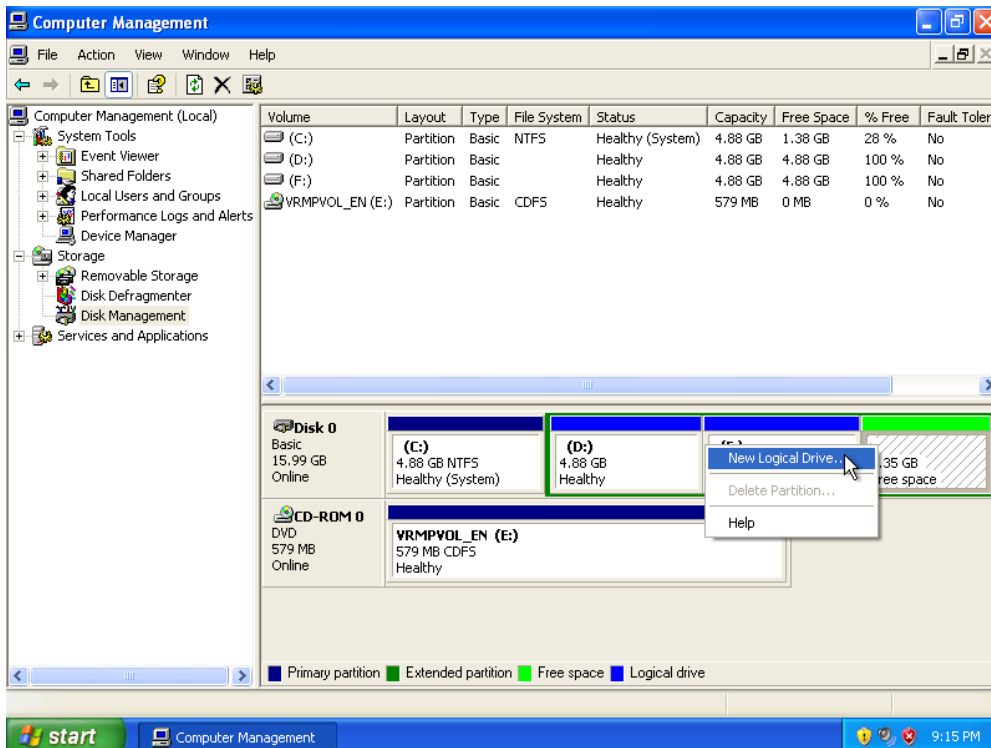 Computer Management
File Action View Window Help
Computer Management (Local)
System Tools
Event Viewer
Shared Folders
Local Users and Groups
Performance Logs and Alerts
Device Manager
Storage
Removable Storage
Disk Defragmenter
Disk Management
Services and Applications
Volume Layout Type File System Status Capacity Free Space % Free Fault Toler
(C:) Partition Basic NTFS Healthy (System) 4.88 GB 1.38 GB 28 % No
(D:) Partition Basic Healthy 4.88 GB 4.88 GB 100 % No
(F:) Partition Basic Healthy 4.88 GB 4.88 GB 100 % No
VRMPVOL_EN (E:) Partition Basic CDFS Healthy 579 MB 0 MB 0 % No
Disk 0
Basic
15.99 GB
Online
(C:)
4.88 GB NTFS
Healthy (System)
(D:)
4.88 GB
Healthy
.35 GB
ree space
New Logical Drive...
Delete Partition...
Help
CD-ROM 0
DVD
579 MB
Online
VRMPVOL_EN (E:)
579 MB CDFS
Healthy
Primary partition Extended partition Free space Logical drive
start Computer Management 9:15 PM